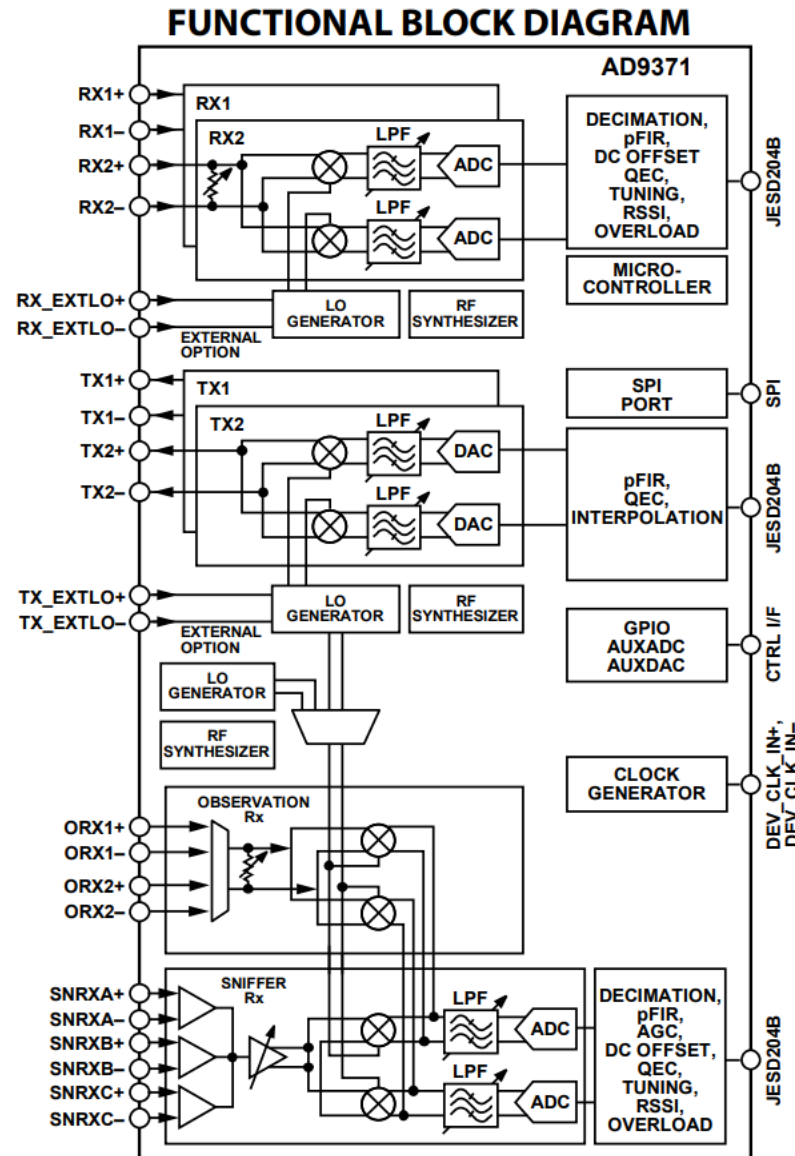 FUNCTIONAL BLOCK DIAGRAM
AD9371
RX1+
RX1–
RX2+
RX2–
RX1
RX2
LPF
ADC
LPF
ADC
DECIMATION,
pFIR,
DC OFFSET
QEC,
TUNING,
RSSI,
OVERLOAD
JESD204B
MICRO-
CONTROLLER
RX_EXTLO+
RX_EXTLO–
EXTERNAL
OPTION
LO
GENERATOR
RF
SYNTHESIZER
TX1+
TX1–
TX2+
TX2–
TX1
TX2
LPF
DAC
LPF
DAC
SPI
PORT
SPI
pFIR,
QEC,
INTERPOLATION
JESD204B
TX_EXTLO+
TX_EXTLO–
EXTERNAL
OPTION
LO
GENERATOR
RF
SYNTHESIZER
GPIO
AUXADC
AUXDAC
CTRL I/F
LO
GENERATOR
RF
SYNTHESIZER
CLOCK
GENERATOR
DEV_CLK_IN+,
DEV_CLK_IN–
ORX1+
ORX1–
ORX2+
ORX2–
OBSERVATION
Rx
SNRXA+
SNRXA–
SNRXB+
SNRXB–
SNRXC+
SNRXC–
SNIFFER
Rx
LPF
ADC
LPF
ADC
DECIMATION,
pFIR,
AGC,
DC OFFSET,
QEC,
TUNING,
RSSI,
OVERLOAD
JESD204B